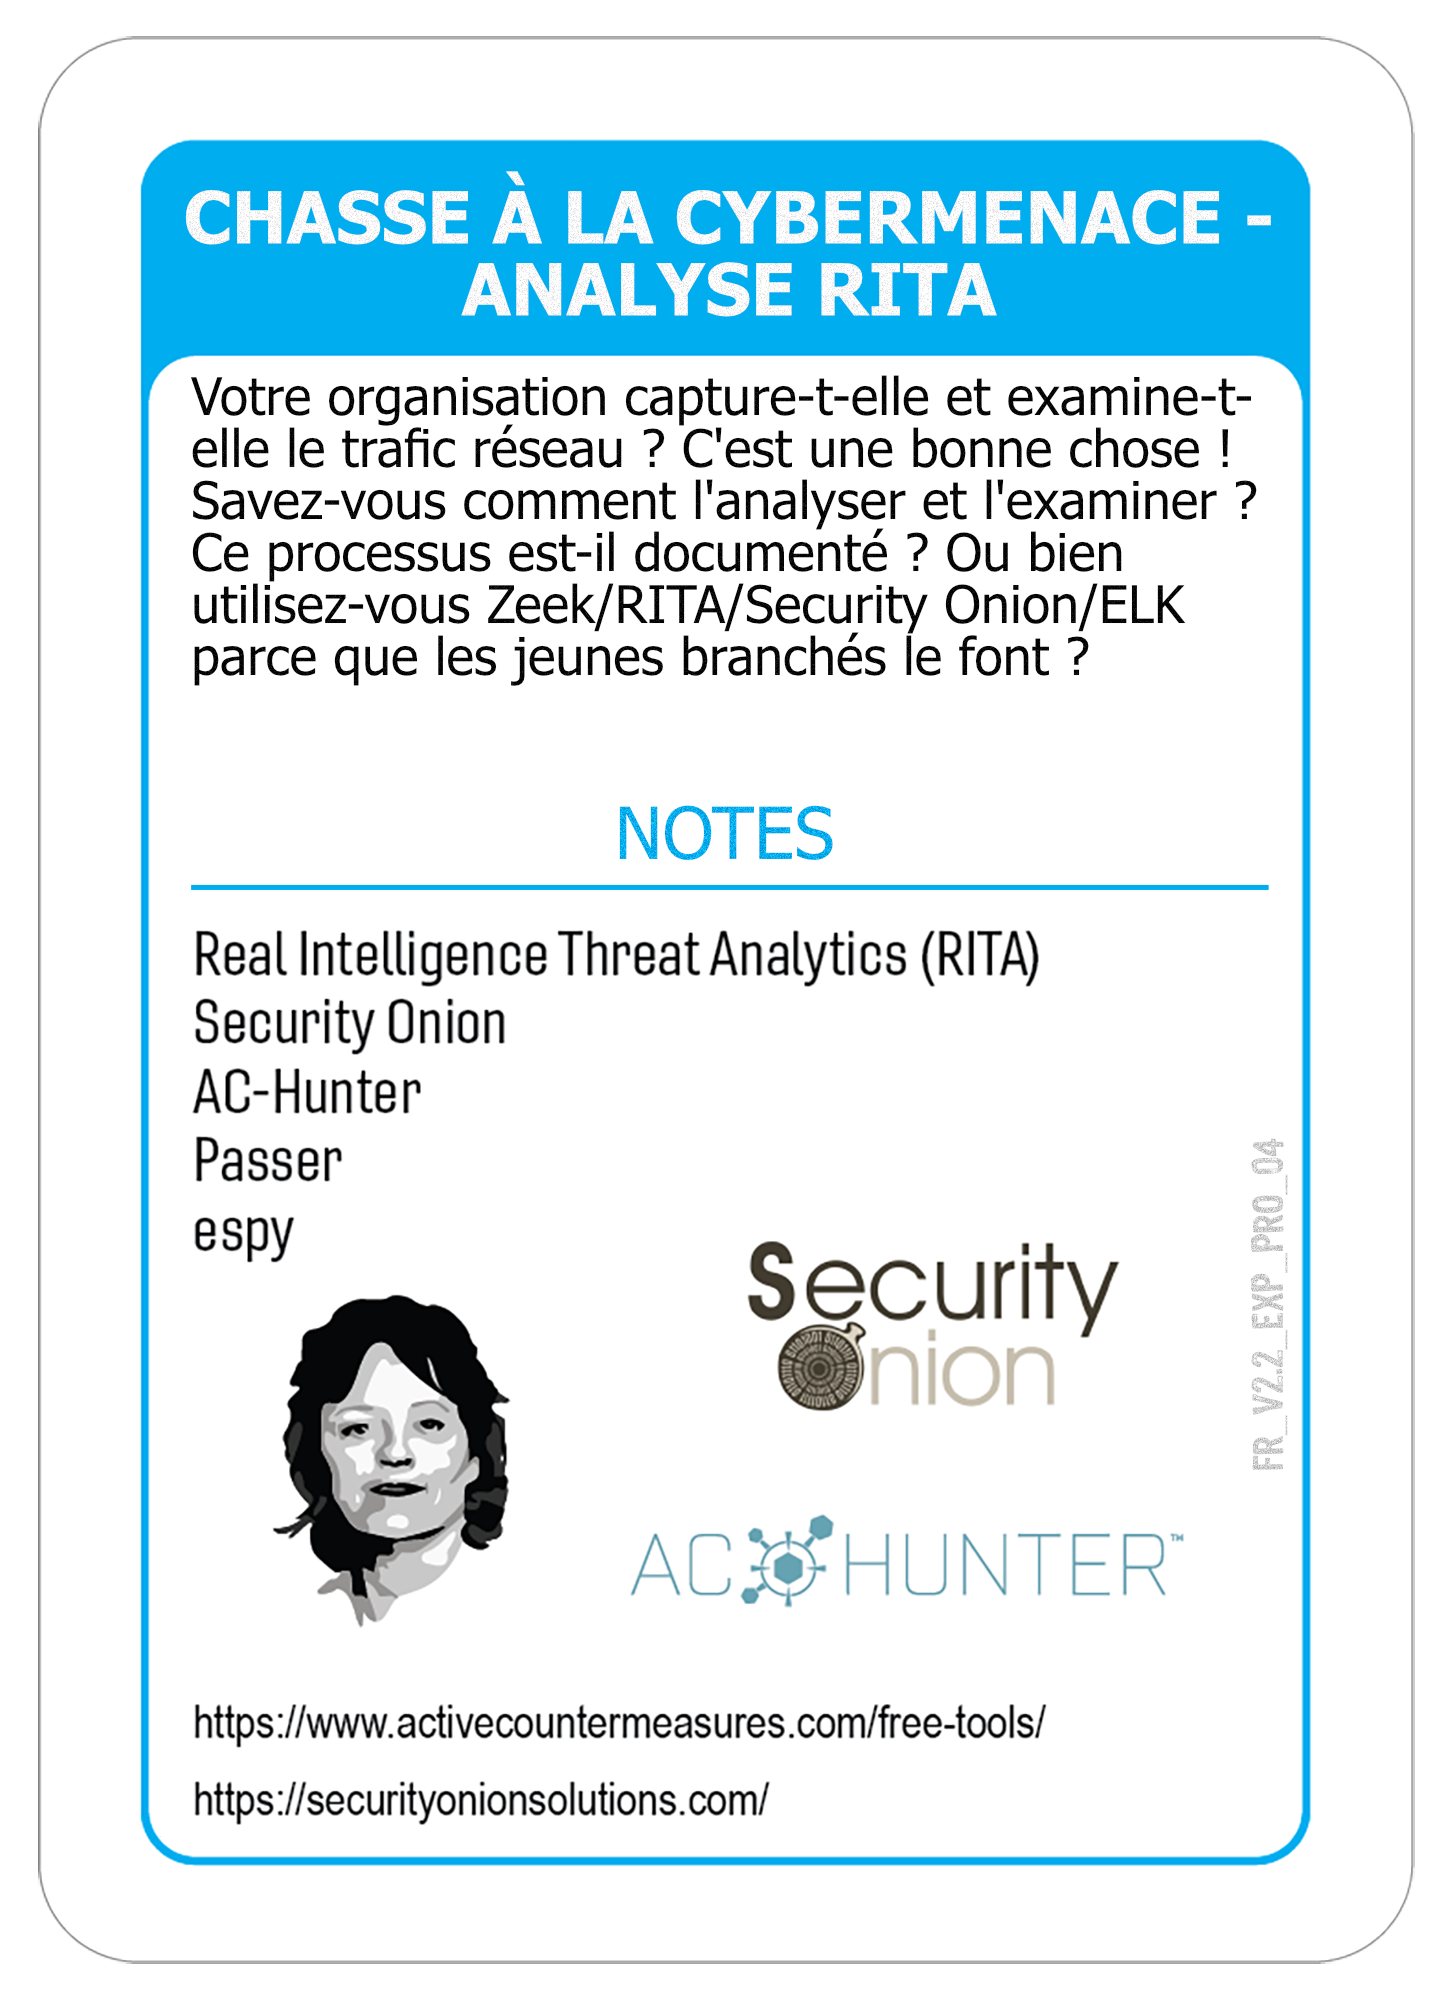 CHASSE À LA CYBERMENACE -
ANALYSE RITA
Votre organisation capture-t-elle et examine-t-
elle le trafic réseau ? C'est une bonne chose !
Savez-vous comment l'analyser et l'examiner ?
Ce processus est-il documenté ? Ou bien
utilisez-vous Zeek/RITA/Security Onion/ELK
parce que les jeunes branchés le font ?
NOTES
Real Intelligence Threat Analytics (RITA)
Security Onion
AC-Hunter
Passer
espy
Security
Onion
AC HUNTER™
FR_V2.2_EXP_PRO_04
https://www.activecountermeasures.com/free-tools/
https://securityonionsolutions.com/